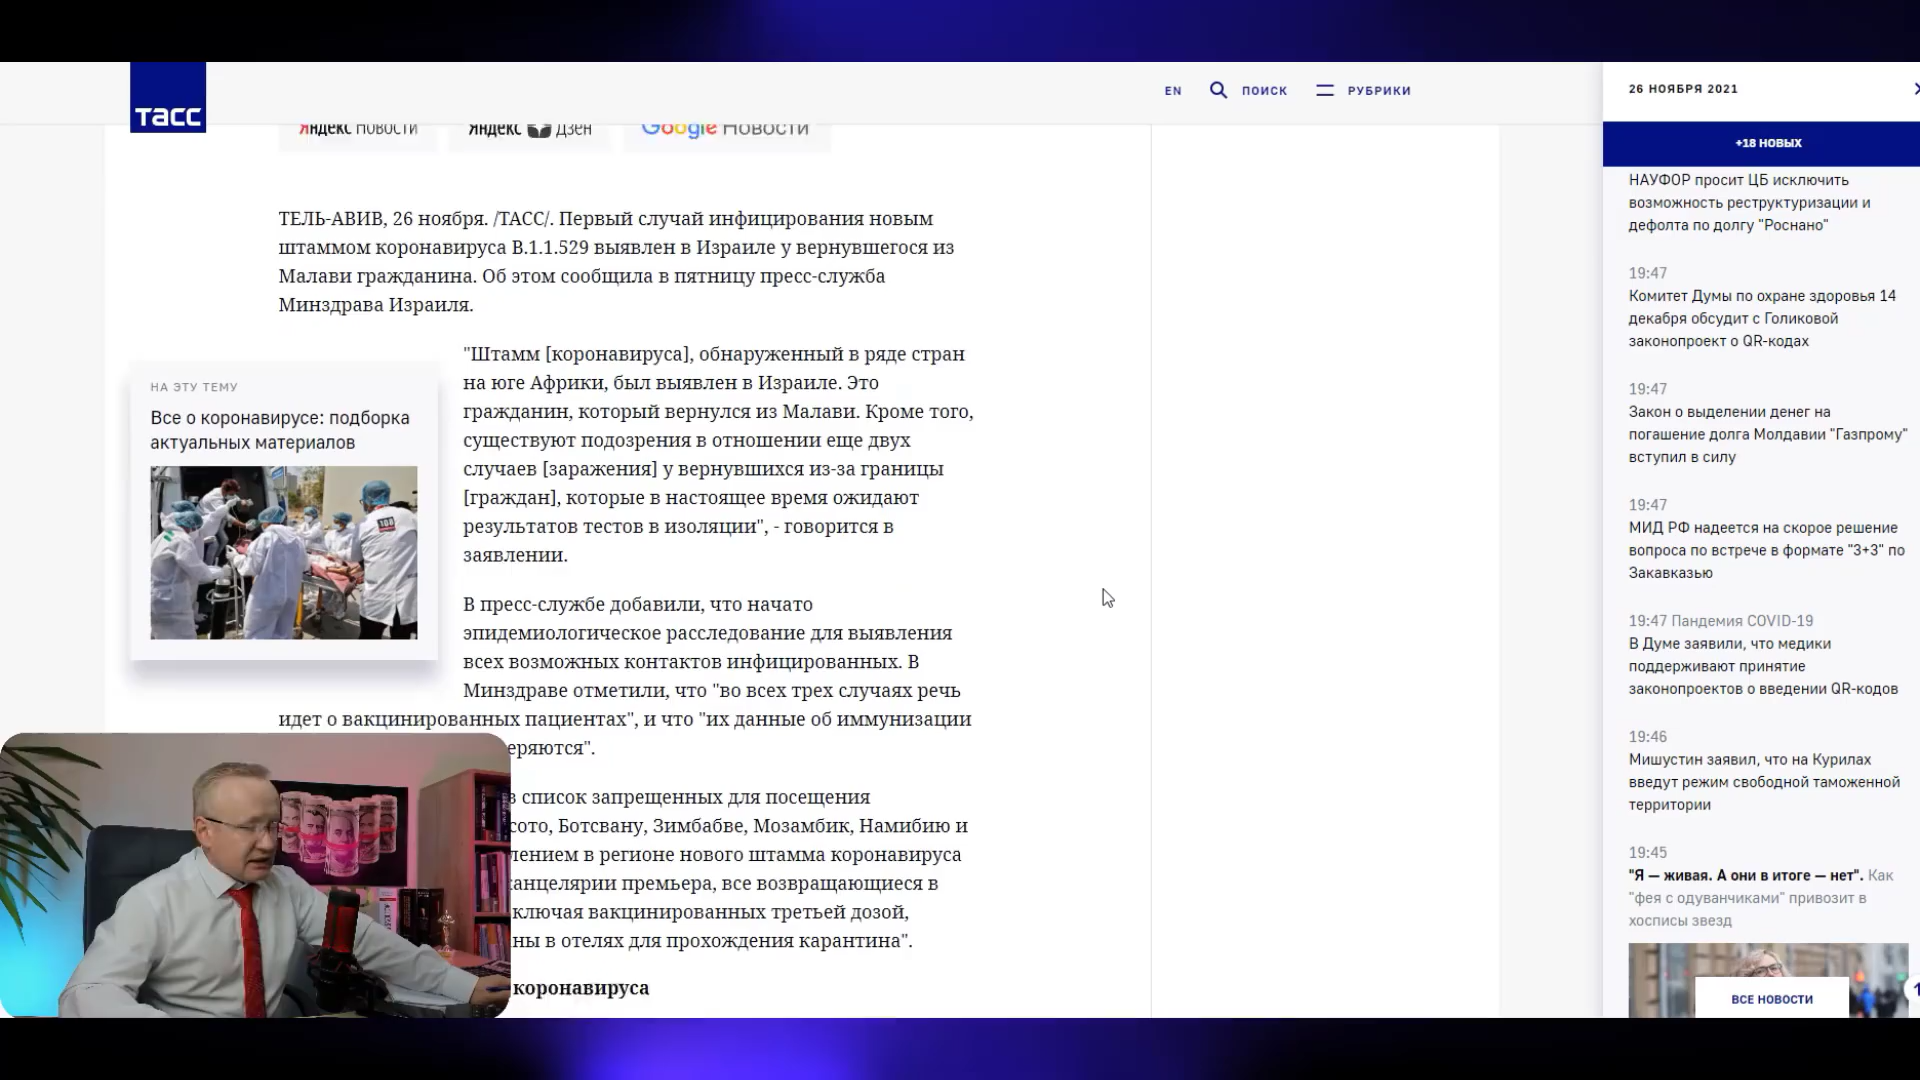 ТАСС
EN
ПОИСК
РУБРИКИ
Яндекс НОВОСТИ
Яндекс Дзен
Google Новости
ТЕЛЬ-АВИВ, 26 ноября. /ТАСС/. Первый случай инфицирования новым
штаммом коронавируса B.1.1.529 выявлен в Израиле у вернувшегося из
Малави гражданина. Об этом сообщила в пятницу пресс-служба
Минздрава Израиля.
НА ЭТУ ТЕМУ
Все о коронавирусе: подборка
актуальных материалов
"Штамм [коронавируса], обнаруженный в ряде стран
на юге Африки, был выявлен в Израиле. Это
гражданин, который вернулся из Малави. Кроме того,
существуют подозрения в отношении еще двух
случаев [заражения] у вернувшихся из-за границы
[граждан], которые в настоящее время ожидают
результатов тестов в изоляции", - говорится в
заявлении.
В пресс-службе добавили, что начато
эпидемиологическое расследование для выявления
всех возможных контактов инфицированных. В
Минздраве отметили, что "во всех трех случаях речь
идет о вакцинированных пациентах", и что "их данные об иммунизации
еряются".
в список запрещенных для посещения
сото, Ботсвану, Зимбабве, Мозамбик, Намибию и
лением в регионе нового штамма коронавируса
анцелярии премьера, все возвращающиеся в
ключая вакцинированных третьей дозой,
ны в отелях для прохождения карантина".
коронавируса
26 НОЯБРЯ 2021
+18 НОВЫХ
НАУФОР просит ЦБ исключить
возможность реструктуризации и
дефолта по долгу "Роснано"
19:47
Комитет Думы по охране здоровья 14
декабря обсудит с Голиковой
законопроект о QR-кодах
19:47
Закон о выделении денег на
погашение долга Молдавии "Газпрому"
вступил в силу
19:47
МИД РФ надеется на скорое решение
вопроса по встрече в формате "3+3" по
Закавказью
19:47 Пандемия COVID-19
В Думе заявили, что медики
поддерживают принятие
законопроектов о введении QR-кодов
19:46
Мишустин заявил, что на Курилах
введут режим свободной таможенной
территории
19:45
"Я — живая. А они в итоге — нет". Как
"фея с одуванчиками" привозит в
хосписы звезд
ВСЕ НОВОСТИ